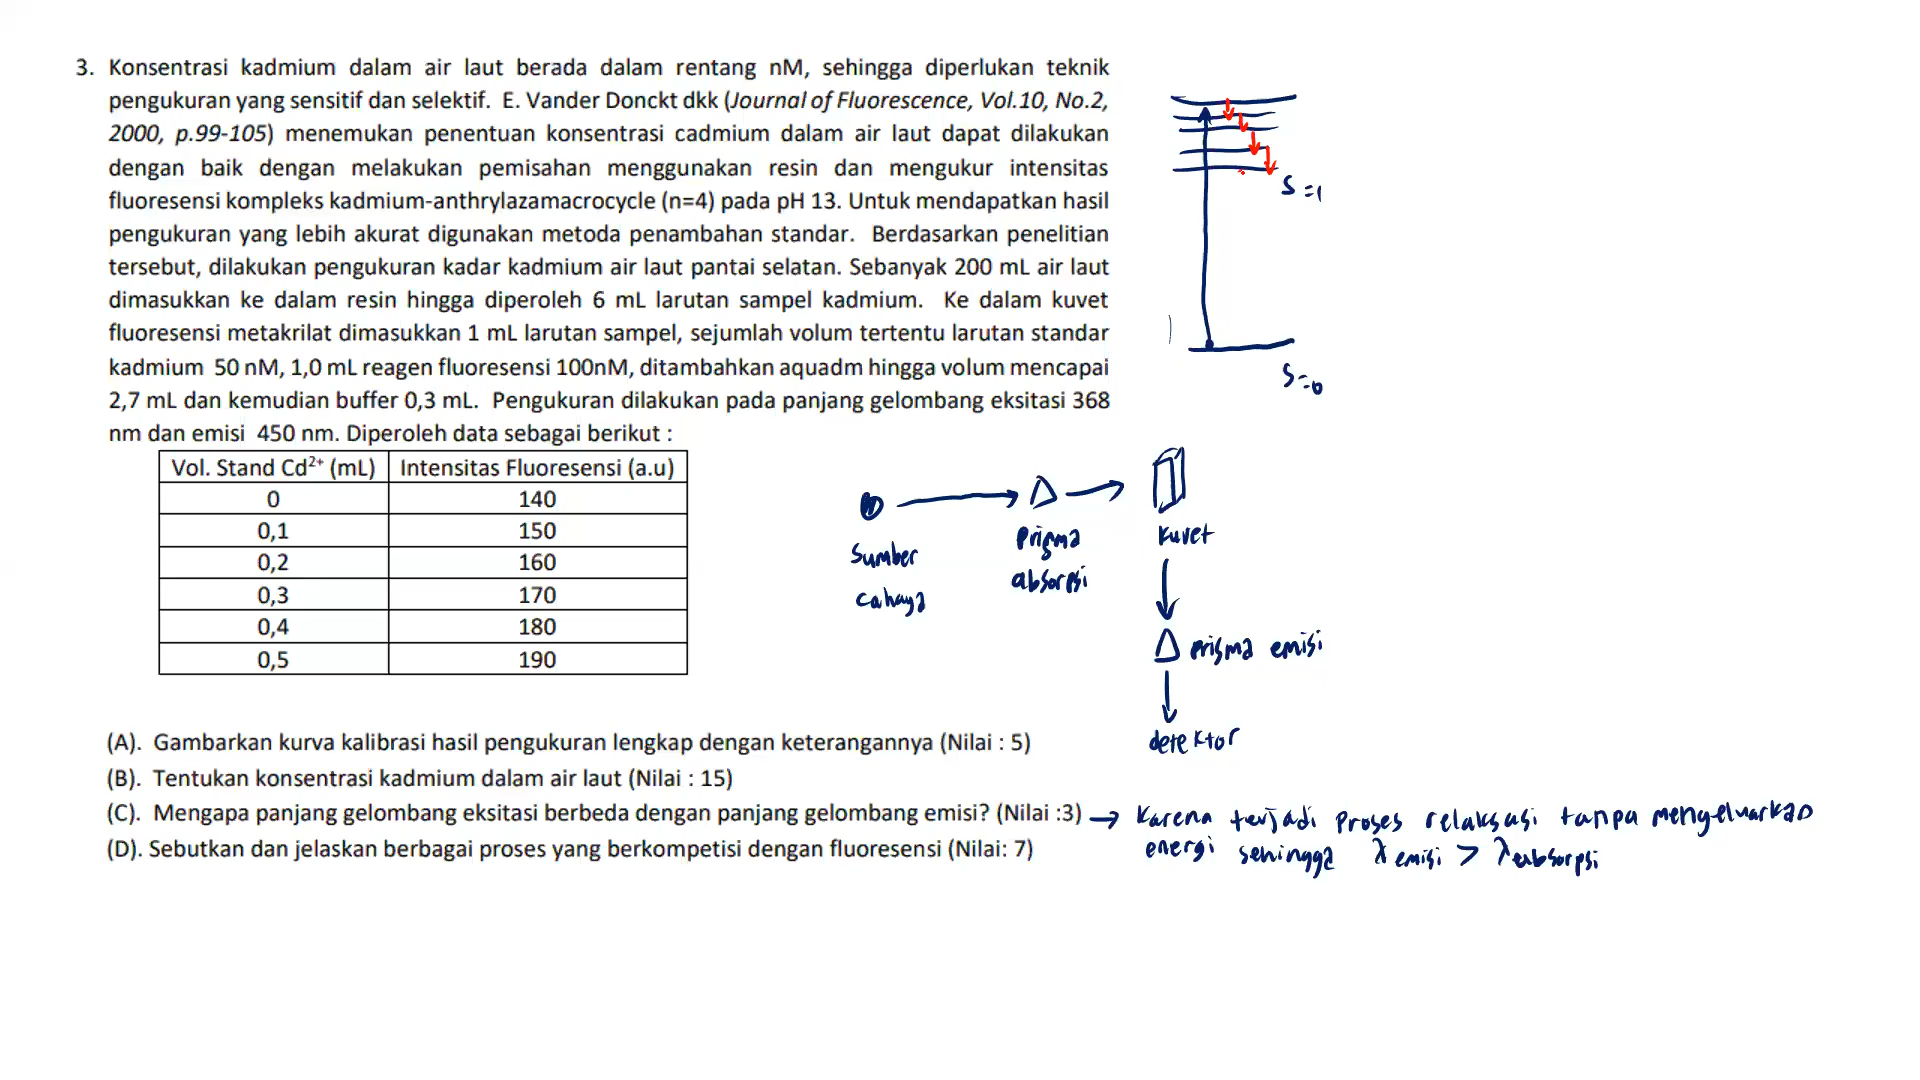 3. Konsentrasi kadmium dalam air laut berada dalam rentang nM, sehingga diperlukan teknik
pengukuran yang sensitif dan selektif. E. Vander Donckt dkk (Journal of Fluorescence, Vol.10, No.2,
2000, p.99-105) menemukan penentuan konsentrasi cadmium dalam air laut dapat dilakukan
dengan baik dengan melakukan pemisahan menggunakan resin dan mengukur intensitas
fluoresensi kompleks kadmium-anthrylazamacrocycle (n=4) pada pH 13. Untuk mendapatkan hasil
pengukuran yang lebih akurat digunakan metoda penambahan standar. Berdasarkan penelitian
tersebut, dilakukan pengukuran kadar kadmium air laut pantai selatan. Sebanyak 200 mL air laut
dimasukkan ke dalam resin hingga diperoleh 6 mL larutan sampel kadmium. Ke dalam kuvet
fluoresensi metakrilat dimasukkan 1 mL larutan sampel, sejumlah volum tertentu larutan standar
kadmium 50 nM, 1,0 mL reagen fluoresensi 100nM, ditambahkan aquadm hingga volum mencapai
2,7 mL dan kemudian buffer 0,3 mL. Pengukuran dilakukan pada panjang gelombang eksitasi 368
nm dan emisi 450 nm. Diperoleh data sebagai berikut :
Vol. Stand Cd²⁺ (mL) Intensitas Fluoresensi (a.u)
0 140
0,1 150
0,2 160
0,3 170
0,4 180
0,5 190
S=1
S=0
Sumber
cahaya
Prisma
absorpsi
kuvet
prisma emisi
detektor
(A). Gambarkan kurva kalibrasi hasil pengukuran lengkap dengan keterangannya (Nilai : 5)
(B). Tentukan konsentrasi kadmium dalam air laut (Nilai : 15)
(C). Mengapa panjang gelombang eksitasi berbeda dengan panjang gelombang emisi? (Nilai :3) → Karena terjadi proses relaksasi tanpa mengeluarkan
energi sehingga λ emisi > λ absorpsi
(D). Sebutkan dan jelaskan berbagai proses yang berkompetisi dengan fluoresensi (Nilai: 7)